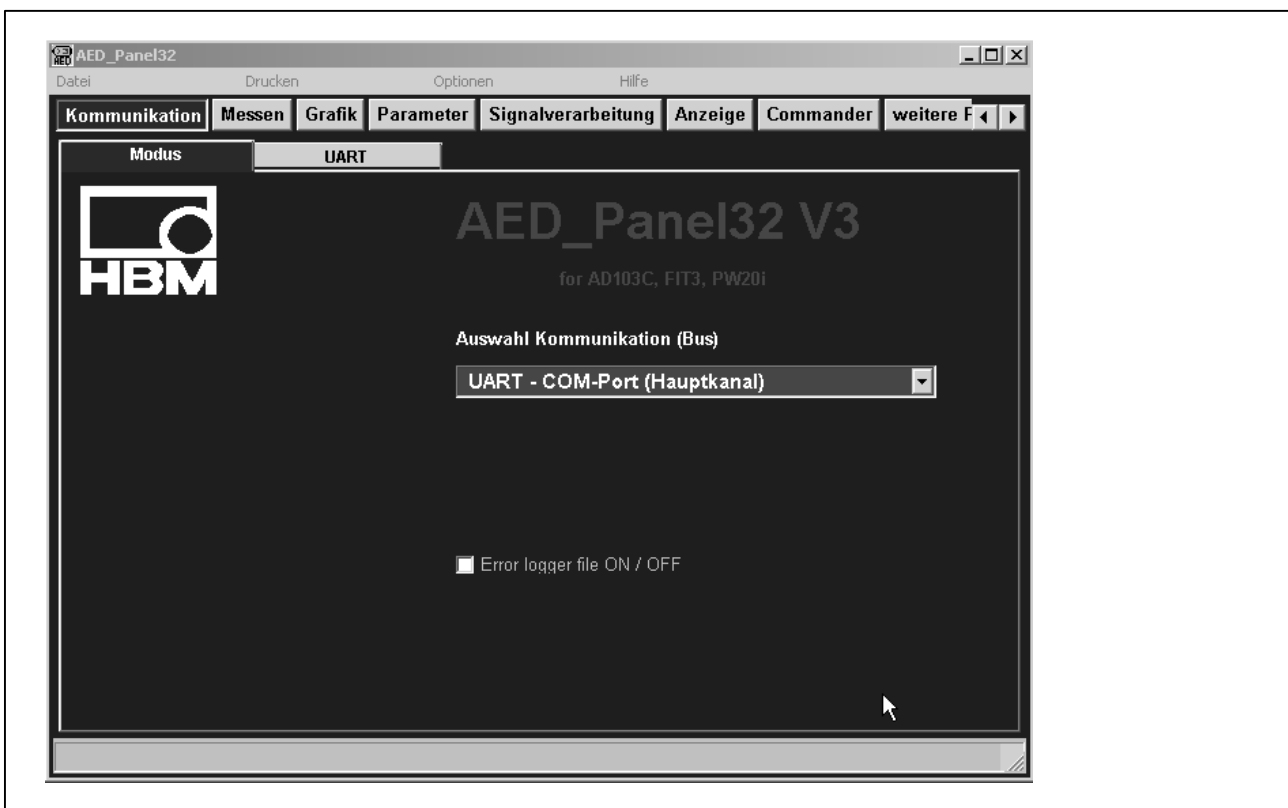 AED_Panel32
Datei Drucken Optionen Hilfe
Kommunikation Messen Grafik Parameter Signalverarbeitung Anzeige Commander weitere F
Modus UART
HBM
AED_Panel32 V3
for AD103C, FIT3, PW20i
Auswahl Kommunikation (Bus)
UART - COM-Port (Hauptkanal)
Error logger file ON / OFF